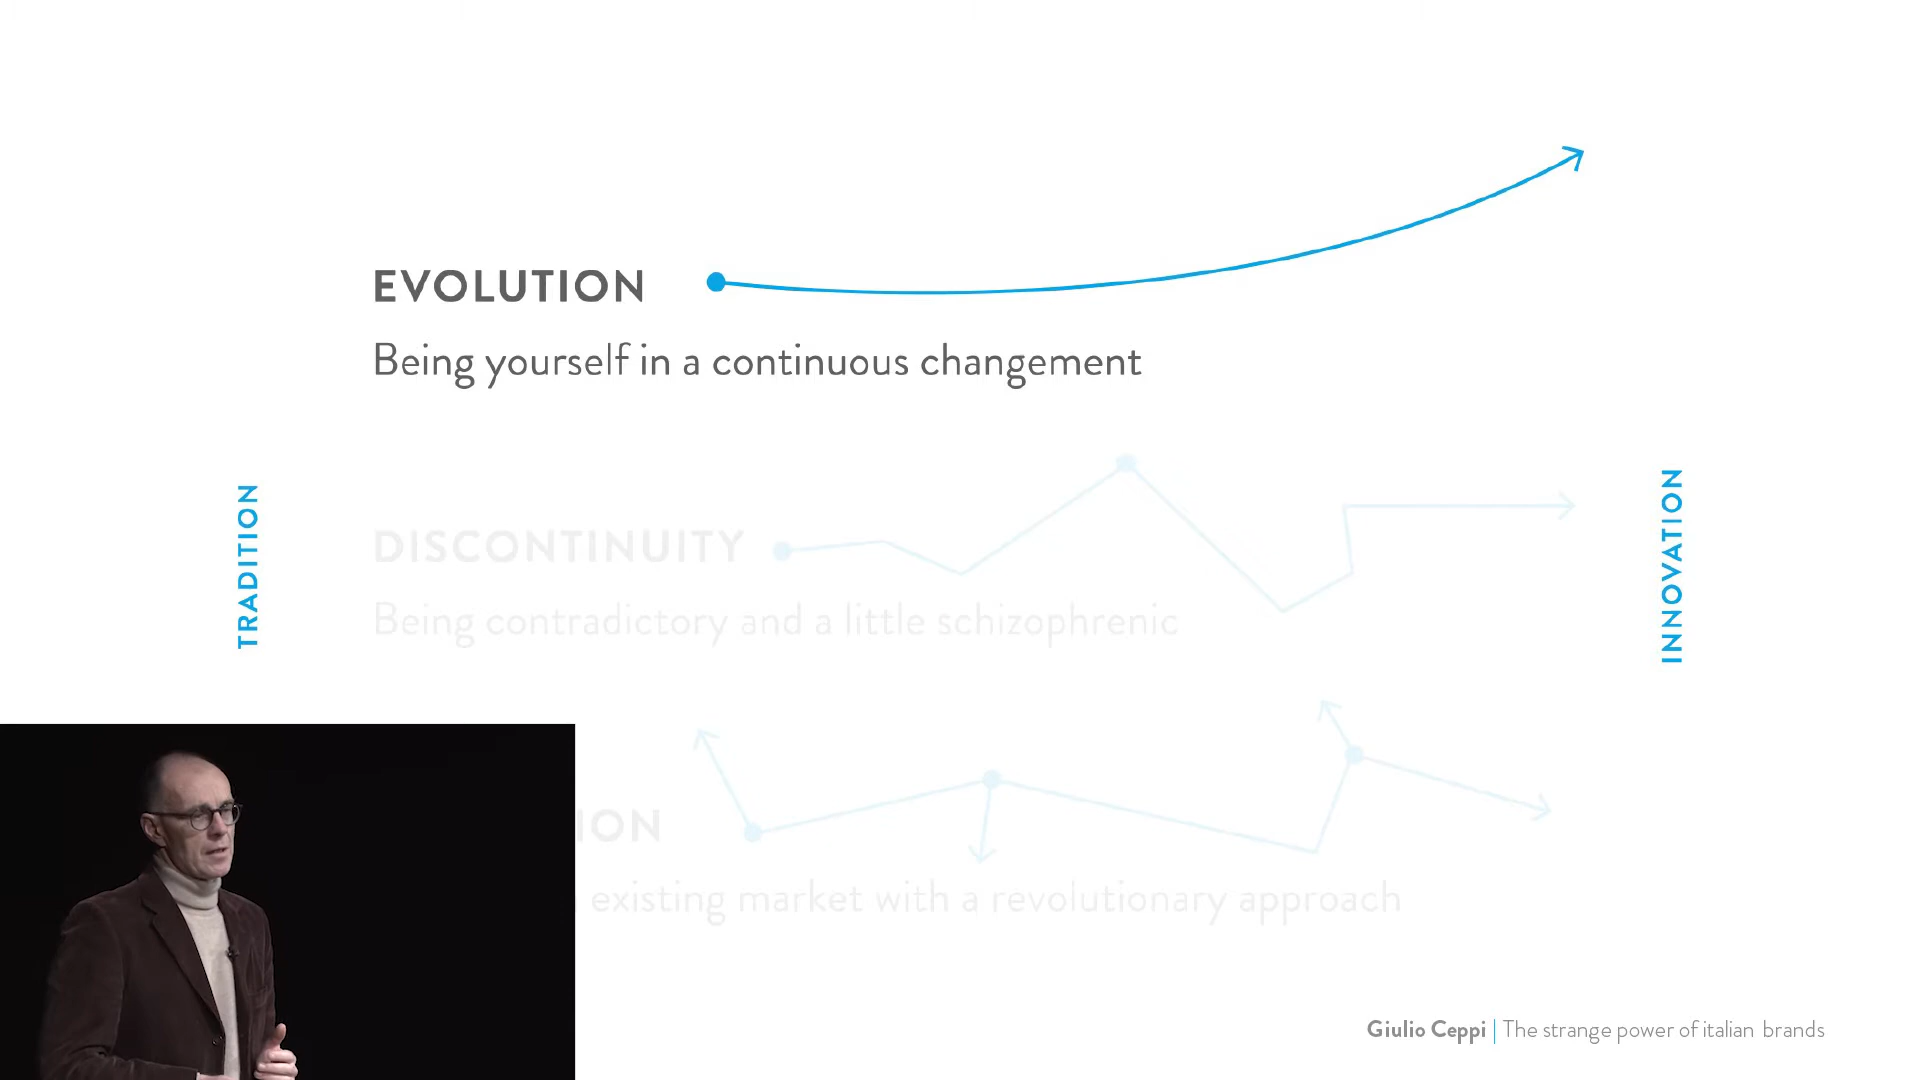 EVOLUTION
Being yourself in a continuous changement
TRADITION
INNOVATION
DISCONTINUITY
Being contradictory and a little schizophrenic
ION
existing market with a revolutionary approach
Giulio Ceppi | The strange power of italian brands